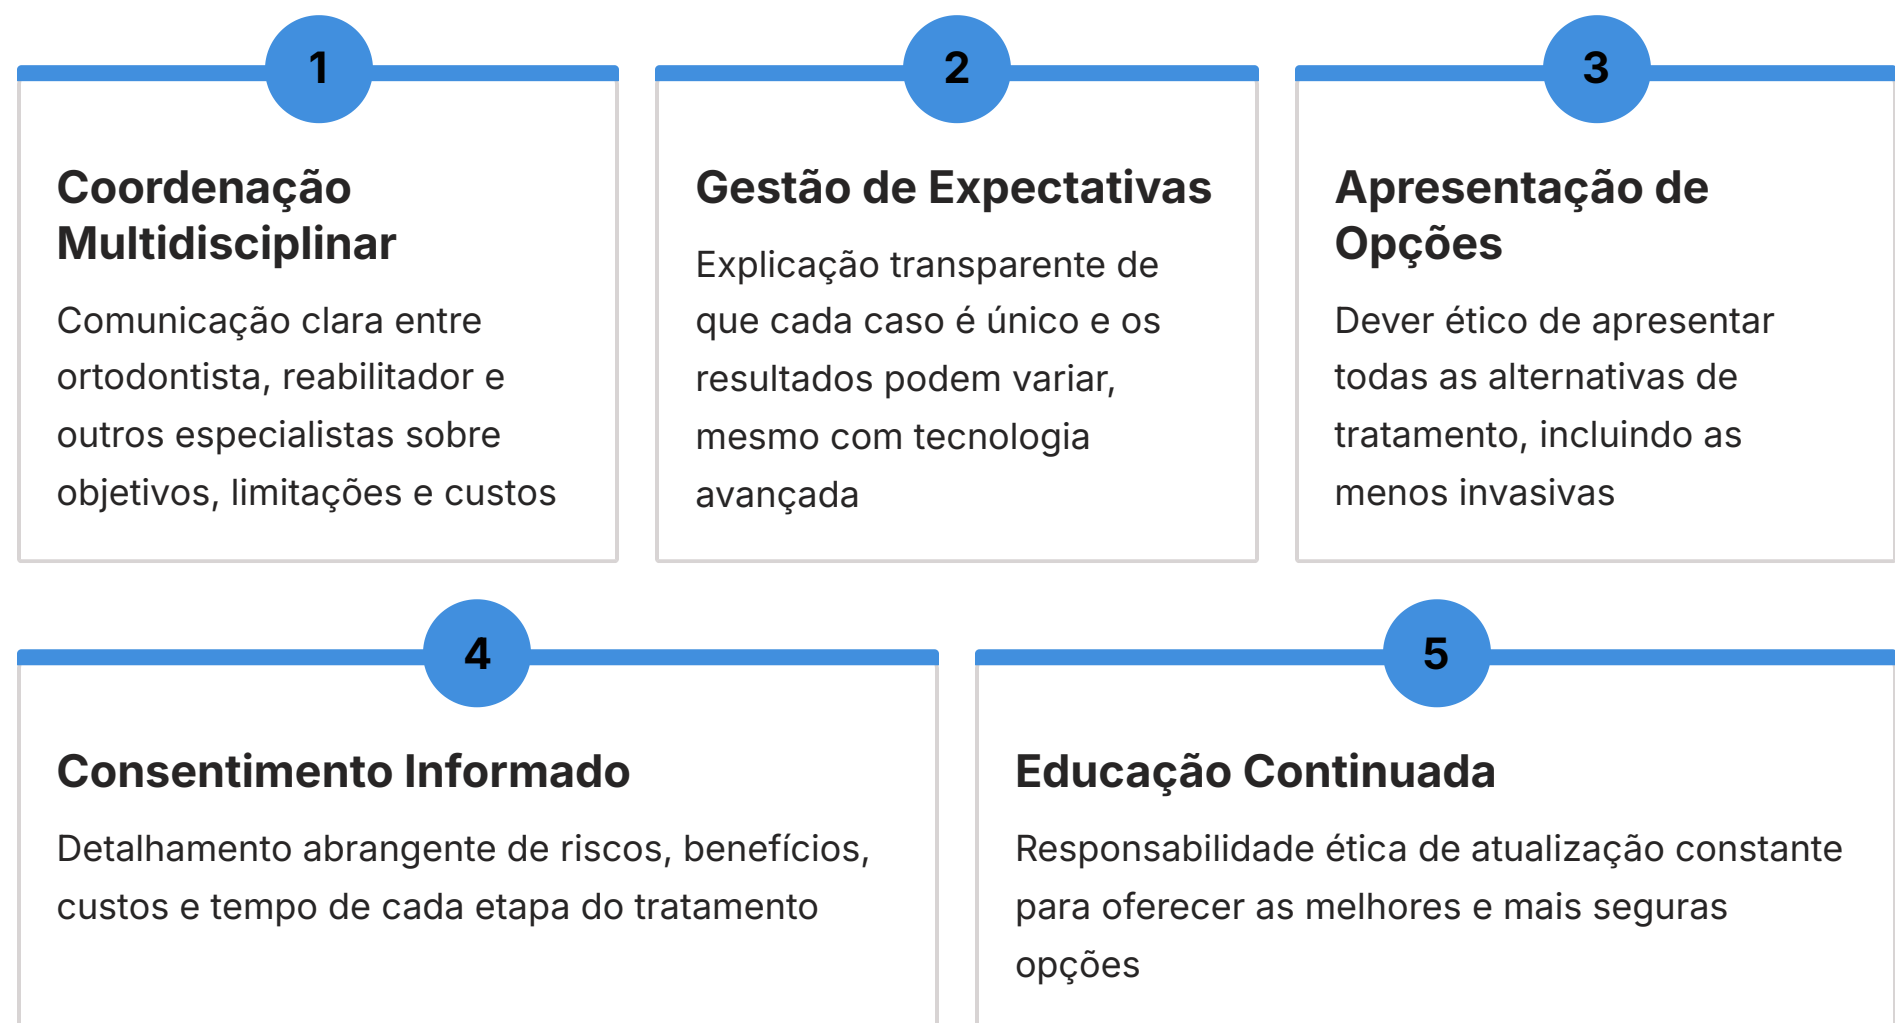 1
Coordenação
Multidisciplinar
Comunicação clara entre
ortodontista, reabilitador e
outros especialistas sobre
objetivos, limitações e custos
2
Gestão de Expectativas
Explicação transparente de
que cada caso é único e os
resultados podem variar,
mesmo com tecnologia
avançada
3
Apresentação de
Opções
Dever ético de apresentar
todas as alternativas de
tratamento, incluindo as
menos invasivas
4
Consentimento Informado
Detalhamento abrangente de riscos, benefícios,
custos e tempo de cada etapa do tratamento
5
Educação Continuada
Responsabilidade ética de atualização constante
para oferecer as melhores e mais seguras
opções